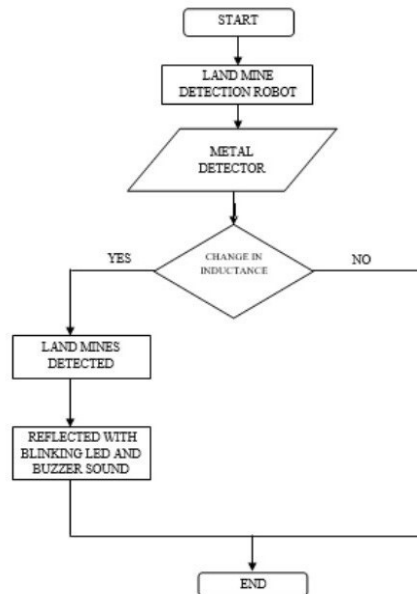 START
LAND MINE
DETECTION ROBOT
METAL
DETECTOR
CHANGE IN
INDUCTANCE
YES
NO
LAND MINES
DETECTED
REFLECTED WITH
BLINKING LED AND
BUZZER SOUND
END